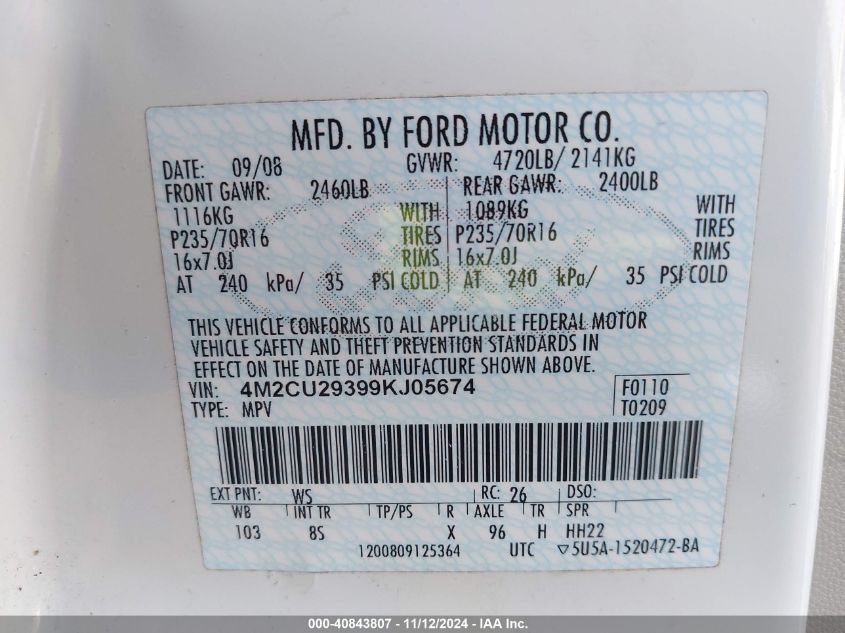 MFD. BY FORD MOTOR CO.
DATE: 09/08 GVWR: 4720LB/ 2141KG
FRONT GAWR: 2460LB REAR GAWR: 2400LB
1116KG WITH 1089KG WITH
P235/70R16 TIRES P235/70R16 TIRES
16x7.0J RIMS 16x7.0J RIMS
AT 240 kPa/ 35 PSI COLD AT 240 kPa/ 35 PSI COLD
THIS VEHICLE CONFORMS TO ALL APPLICABLE FEDERAL MOTOR
VEHICLE SAFETY AND THEFT PREVENTION STANDARDS IN
EFFECT ON THE DATE OF MANUFACTURE SHOWN ABOVE.
VIN: 4M2CU29399KJ05674 F0110
TYPE: MPV T0209
EXT PNT: WS RC: 26 DSO:
WB INT TR TP/PS R AXLE TR SPR
103 8S X 96 H HH22
1200809125364 UTC ▽5U5A-1520472-BA
000-40843807 - 11/12/2024 - IAA Inc.